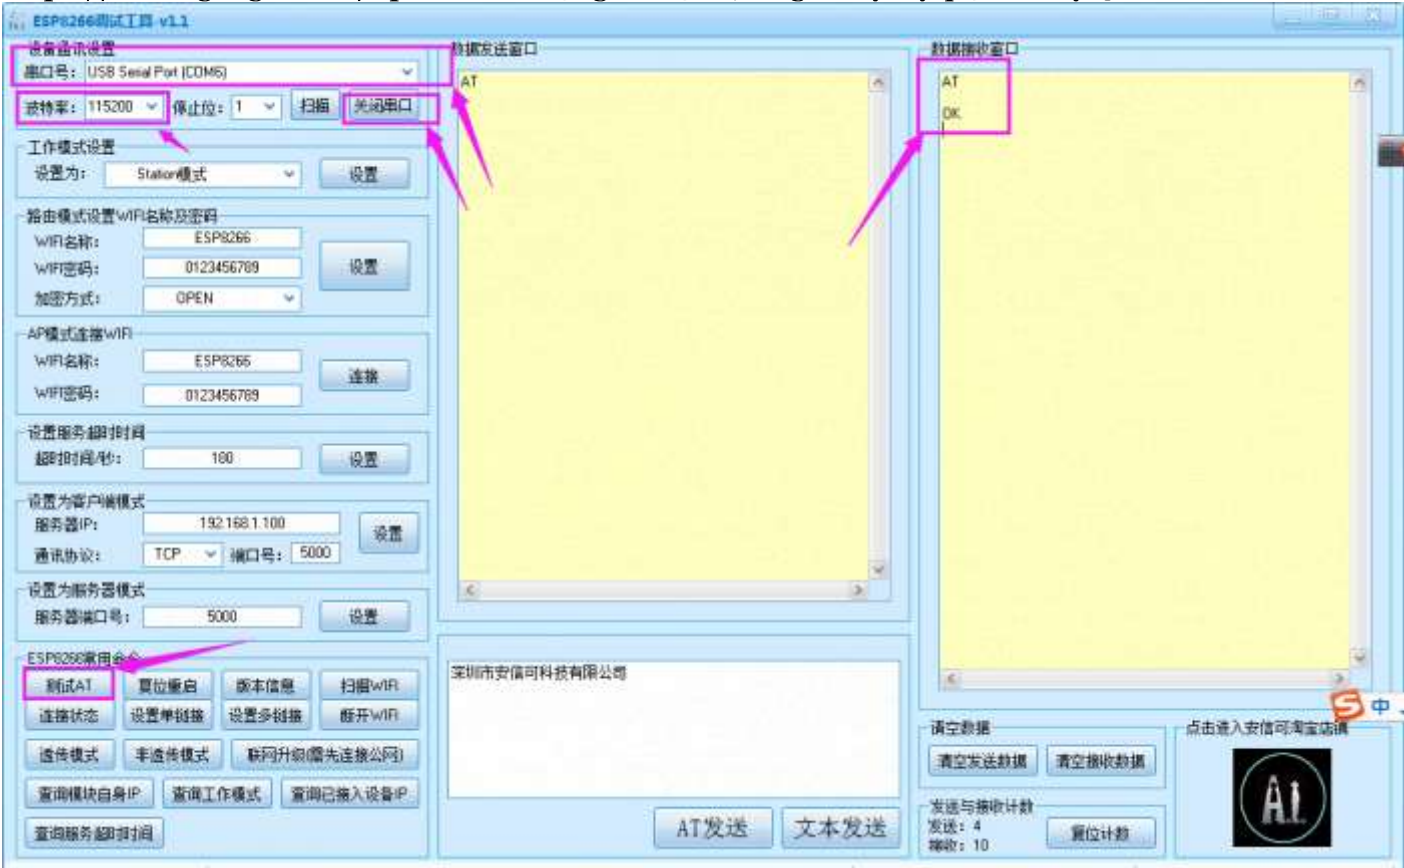 ESP8266调试工具 v1.1
设备通讯设置
串口号: USB Serial Port (COM6)
波特率: 115200 停止位: 1 扫描 关闭串口
工作模式设置
设置为: Station模式 设置
路由模式设置WIFI名称及密码
WIFI名称: ESP8266
WIFI密码: 0123456789 设置
加密方式: OPEN
AP模式连接WIFI
WIFI名称: ESP8266
连接
WIFI密码: 0123456789
设置服务超时时间
超时时间/秒: 180 设置
设置为客户端模式
服务器IP: 192.168.1.100
设置
通讯协议: TCP 端口号: 5000
设置为服务器模式
服务器端口号: 5000 设置
ESP8266常用命令
测试AT 复位重启 版本信息 扫描WIFI
连接状态 设置单链接 设置多链接 断开WIFI
透传模式 非透传模式 联网升级(需先连接公网)
查询模块自身IP 查询工作模式 查询已接入设备IP
查询服务超时时间
数据发送窗口
AT
深圳市安信可科技有限公司
AT发送 文本发送
数据接收窗口
AT
OK
清空数据
清空发送数据 清空接收数据
发送与接收计数
发送: 4
接收: 10
复位计数
点击进入安信可淘宝店铺
A.I
中